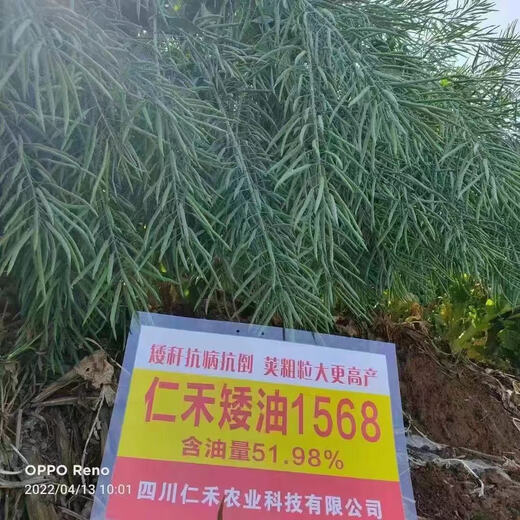 矮秆抗病抗倒 荚粗粒大更高产
仁禾矮油1568
含油量51.98%
四川仁禾农业科技有限公司
OPPO Reno
2022/04/13 10:01